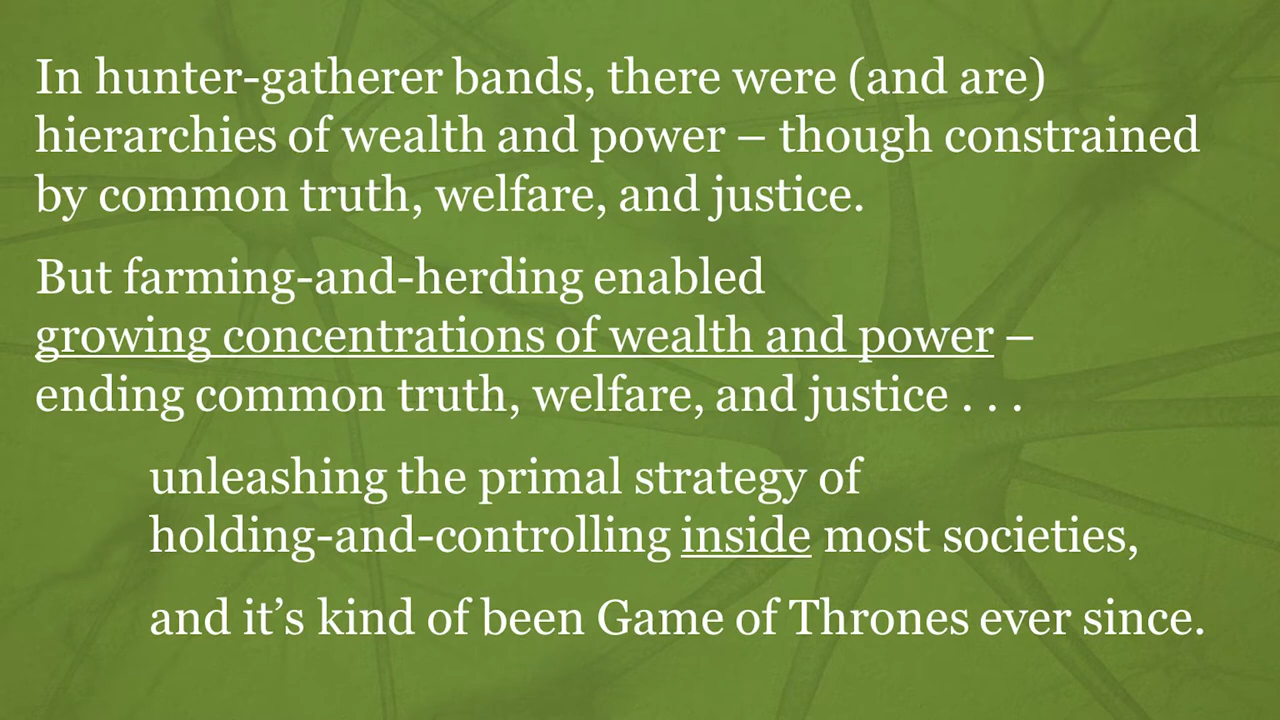 In hunter-gatherer bands, there were (and are)
hierarchies of wealth and power – though constrained
by common truth, welfare, and justice.
But farming-and-herding enabled
growing concentrations of wealth and power –
ending common truth, welfare, and justice . . .
unleashing the primal strategy of
holding-and-controlling inside most societies,
and it’s kind of been Game of Thrones ever since.